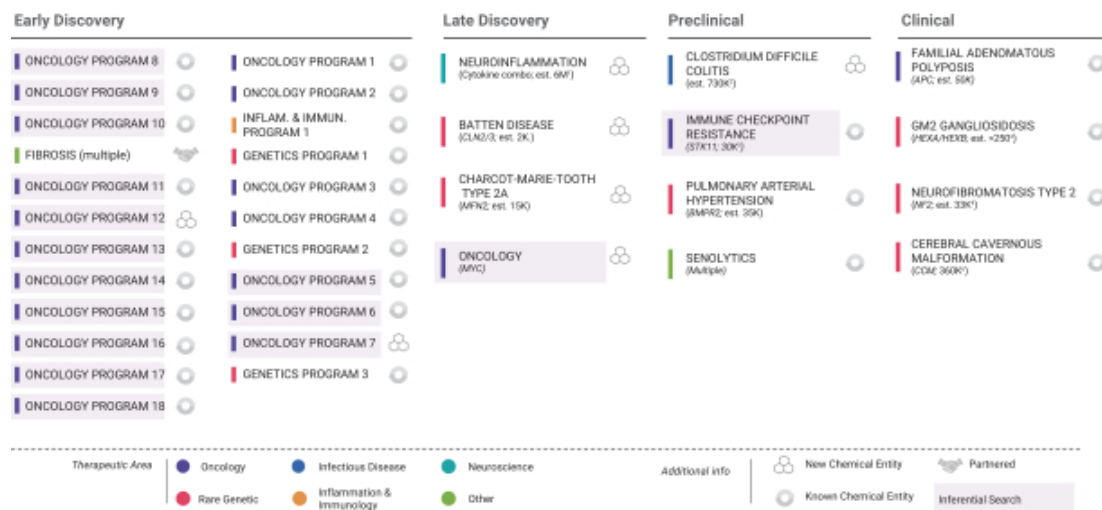 Early Discovery
ONCOLOGY PROGRAM 8
ONCOLOGY PROGRAM 9
ONCOLOGY PROGRAM 10
FIBROSIS (multiple)
ONCOLOGY PROGRAM 11
ONCOLOGY PROGRAM 12
ONCOLOGY PROGRAM 13
ONCOLOGY PROGRAM 14
ONCOLOGY PROGRAM 15
ONCOLOGY PROGRAM 16
ONCOLOGY PROGRAM 17
ONCOLOGY PROGRAM 18
ONCOLOGY PROGRAM 1
ONCOLOGY PROGRAM 2
INFLAM. & IMMUN.
PROGRAM 1
GENETICS PROGRAM 1
ONCOLOGY PROGRAM 3
ONCOLOGY PROGRAM 4
GENETICS PROGRAM 2
ONCOLOGY PROGRAM 5
ONCOLOGY PROGRAM 6
ONCOLOGY PROGRAM 7
GENETICS PROGRAM 3
Late Discovery
NEUROINFLAMMATION
(Cytokine combo; est.
BATTEN DISEASE
(CLN2/3; est. 2K.)
CHARCOT-MARIE-TOOTH
TYPE 2A
(MFN2; est. 15K)
ONCOLOGY
(MYC)
Preclinical
CLOSTRIDIUM DIFFICILE
COLITIS
(est.
IMMUNE CHECKPOINT
RESISTANCE
(STK11;
PULMONARY ARTERIAL
HYPERTENSION
(BMPR2; est. 35K)
SENOLYTICS
(Multiple)
Clinical
FAMILIAL ADENOMATOUS
POLYPOSIS
(APC; est. 50K)
GM2 GANGLIOSIDOSIS
(HEXA/HEXB; est.
NEUROFIBROMATOSIS TYPE 2
(NF2; est.
CEREBRAL CAVERNOUS
MALFORMATION
(CCM;
Therapeutic Area
Oncology
Infectious Disease
Neuroscience
Rare Genetic
Inflammation &
Immunology
Other
Additional info
New Chemical Entity
Partnered
Known Chemical Entity
Inferential Search